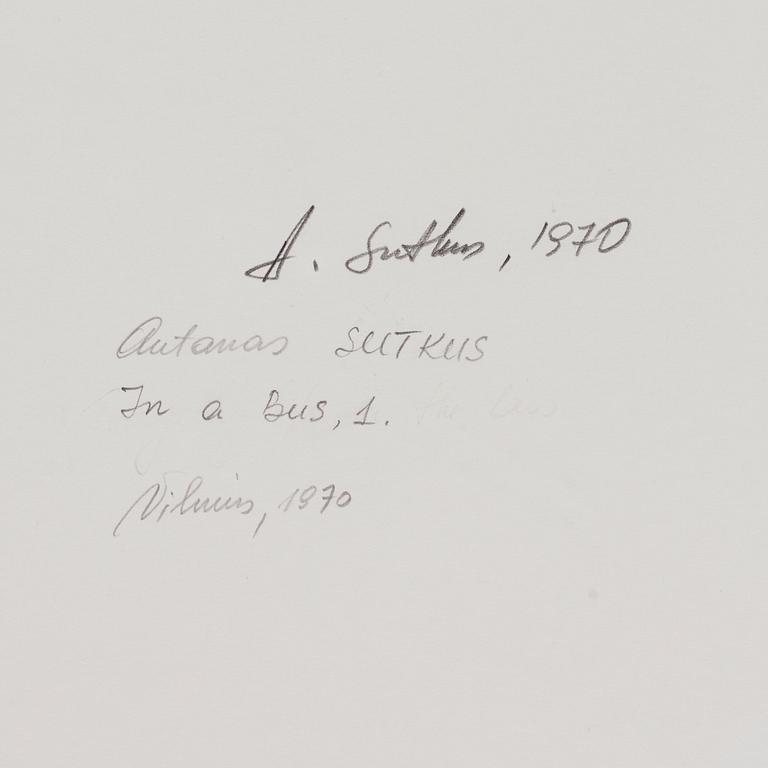 A. Sutkus, 1970
Antanas SUTKUS
In a Bus, 1.
Vilnius, 1970